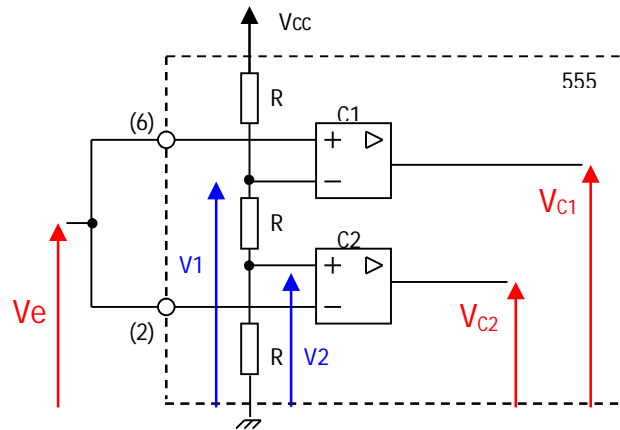 Vcc
555
R
C1
(6)
+
−
VC1
R
V1
C2
+
−
Ve
VC2
(2)
R
V2